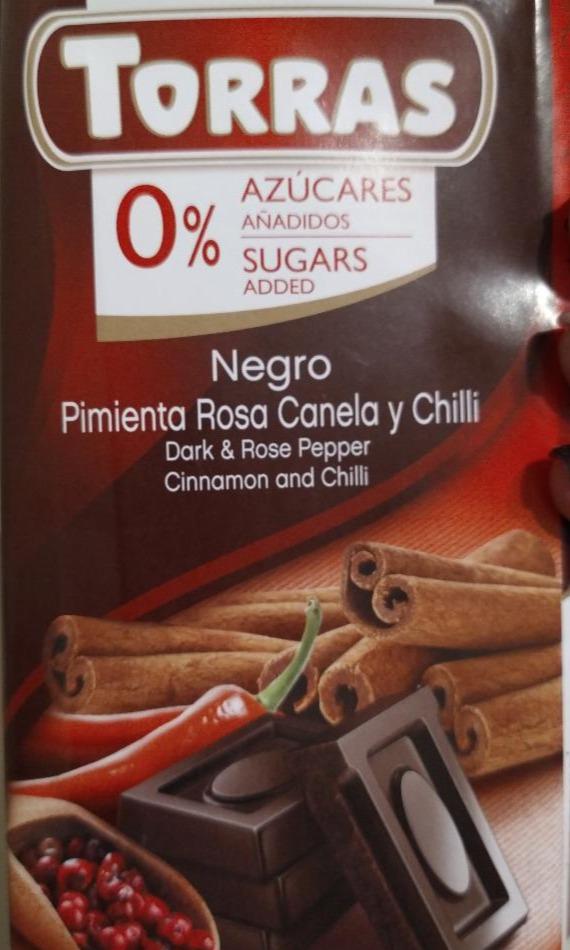 TORRAS
0% AZÚCARES
AÑADIDOS
SUGARS
ADDED
Negro
Pimienta Rosa Canela y Chilli
Dark & Rose Pepper
Cinnamon and Chilli